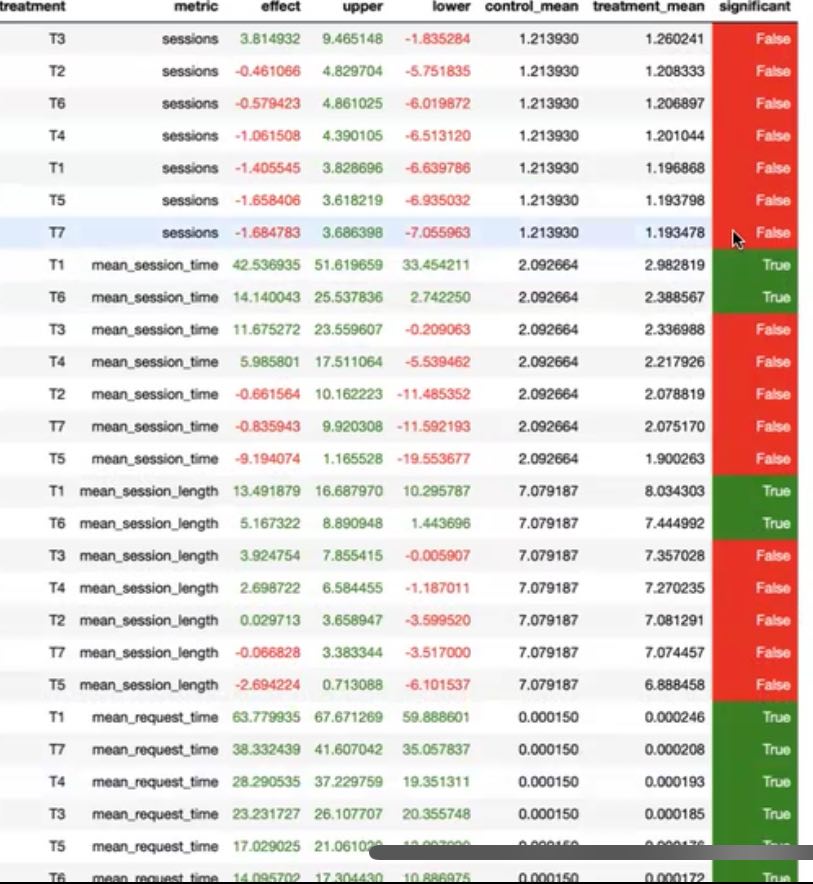 treatment metric effect upper lower control_mean treatment_mean significant
T3 sessions 3.814932 9.465148 -1.835284 1.213930 1.260241 False
T2 sessions -0.461066 4.829704 -5.751835 1.213930 1.208333 False
T6 sessions -0.579423 4.861025 -6.019872 1.213930 1.206897 False
T4 sessions -1.061508 4.390105 -6.513120 1.213930 1.201044 False
T1 sessions -1.405545 3.828696 -6.639786 1.213930 1.196868 False
T5 sessions -1.658406 3.618219 -6.935032 1.213930 1.193798 False
T7 sessions -1.684783 3.686398 -7.055963 1.213930 1.193478 False
T1 mean_session_time 42.536935 51.619659 33.454211 2.092664 2.982819 True
T6 mean_session_time 14.140043 25.537836 2.742250 2.092664 2.388567 True
T3 mean_session_time 11.675272 23.559607 -0.209063 2.092664 2.336988 False
T4 mean_session_time 5.985801 17.511064 -5.539462 2.092664 2.217926 False
T2 mean_session_time -0.661564 10.162223 -11.485352 2.092664 2.078819 False
T7 mean_session_time -0.835943 9.920308 -11.592193 2.092664 2.075170 False
T5 mean_session_time -9.194074 1.165528 -19.553677 2.092664 1.900263 False
T1 mean_session_length 13.491879 16.687970 10.295787 7.079187 8.034303 True
T6 mean_session_length 5.167322 8.890948 1.443696 7.079187 7.444992 True
T3 mean_session_length 3.924754 7.855415 -0.005907 7.079187 7.357028 False
T4 mean_session_length 2.698722 6.584455 -1.187011 7.079187 7.270235 False
T2 mean_session_length 0.029713 3.658947 -3.599520 7.079187 7.081291 False
T7 mean_session_length -0.066828 3.383344 -3.517000 7.079187 7.074457 False
T5 mean_session_length -2.694224 0.713088 -6.101537 7.079187 6.888458 False
T1 mean_request_time 63.779935 67.671269 59.888601 0.000150 0.000246 True
T7 mean_request_time 38.332439 41.607042 35.057837 0.000150 0.000208 True
T4 mean_request_time 28.290535 37.229759 19.351311 0.000150 0.000193 True
T3 mean_request_time 23.231727 26.107707 20.355748 0.000150 0.000185 True
T5 mean_request_time 17.029025 True
T6 mean_request_time 14.095702 17.304430 10.886975 0.000150 0.000172 True